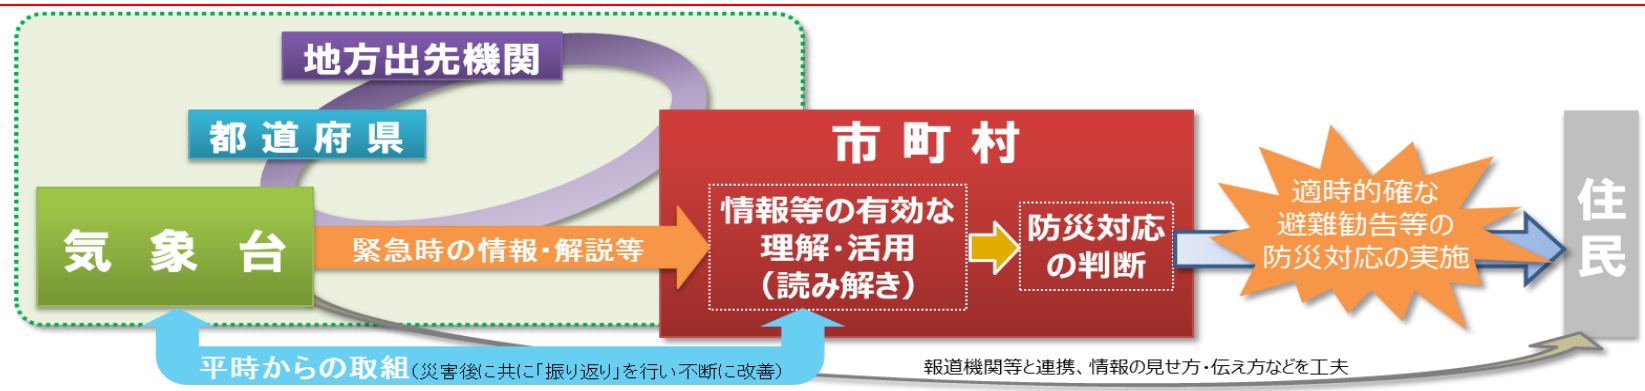 地方出先機関
都道府県
気象台
緊急時の情報・解説等
市町村
情報等の有効な
理解・活用
（読み解き）
防災対応
の判断
適時的確な
避難勧告等の
防災対応の実施
住民
平時からの取組(災害後に共に「振り返り」を行い不断に改善)
報道機関等と連携、情報の見せ方・伝え方などを工夫